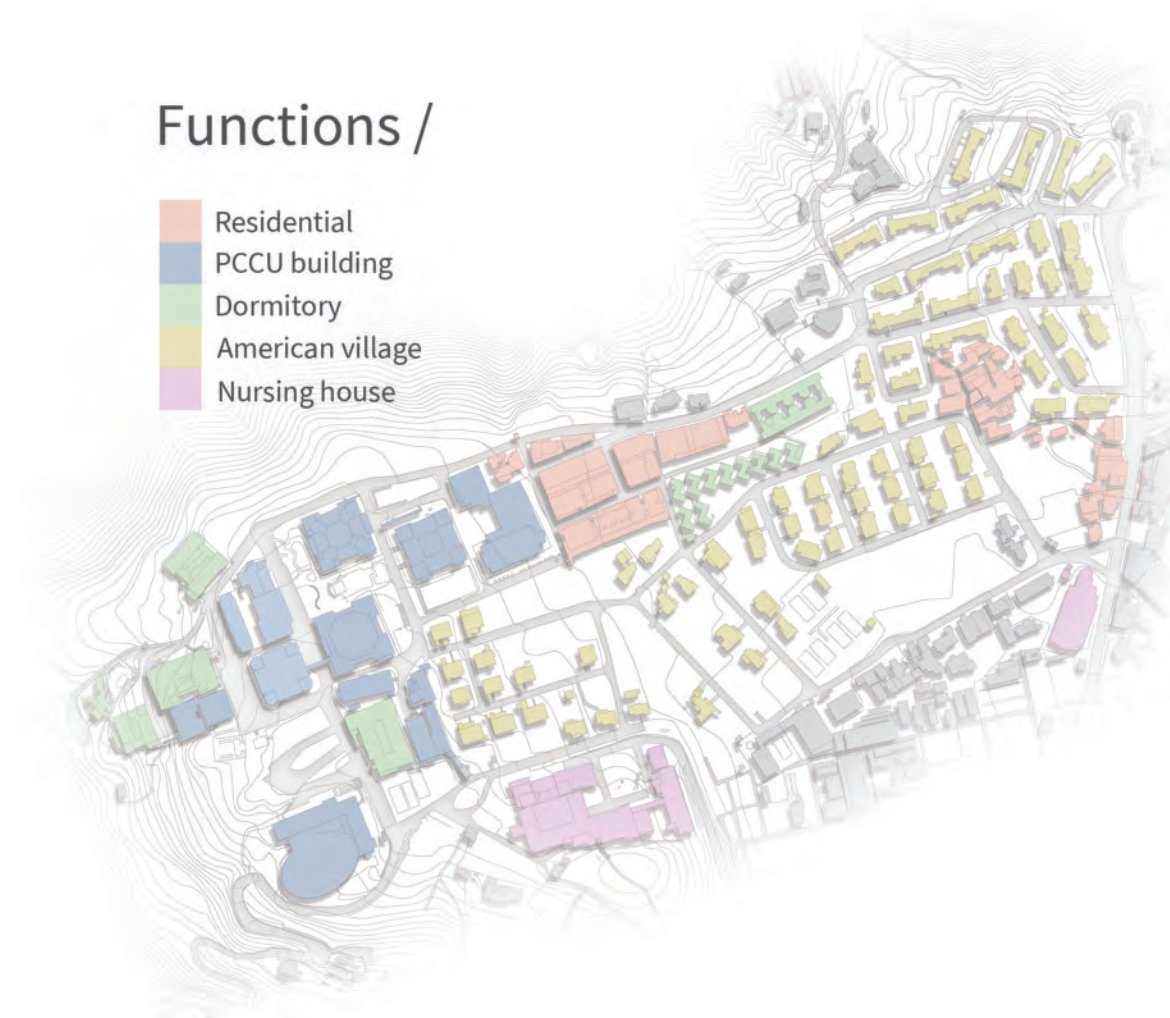 Functions /
Residential
PCCU building
Dormitory
American village
Nursing house